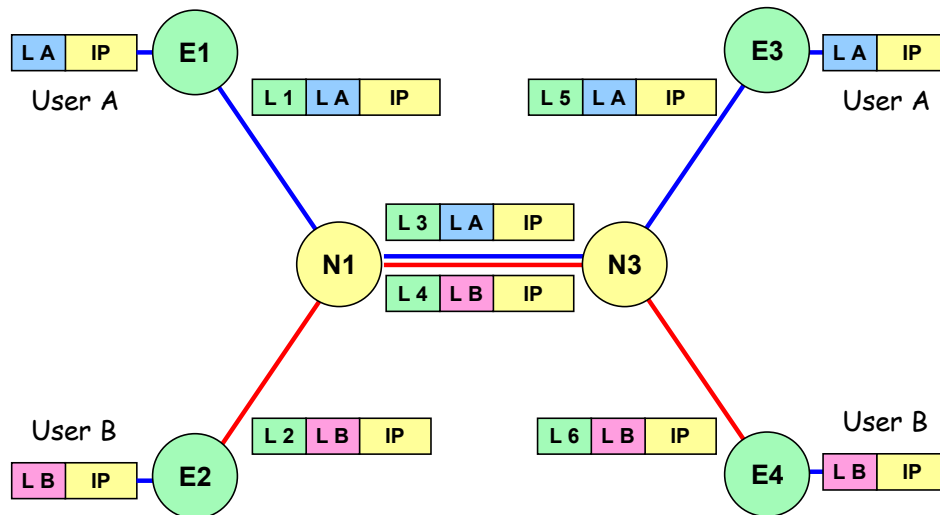 L A IP E1 E3 L A IP
User A L 1 L A IP L 5 L A IP User A
L 3 L A IP
N1 N3
L 4 L B IP
User B L 2 L B IP L 6 L B IP User B
L B IP E2 E4 L B IP